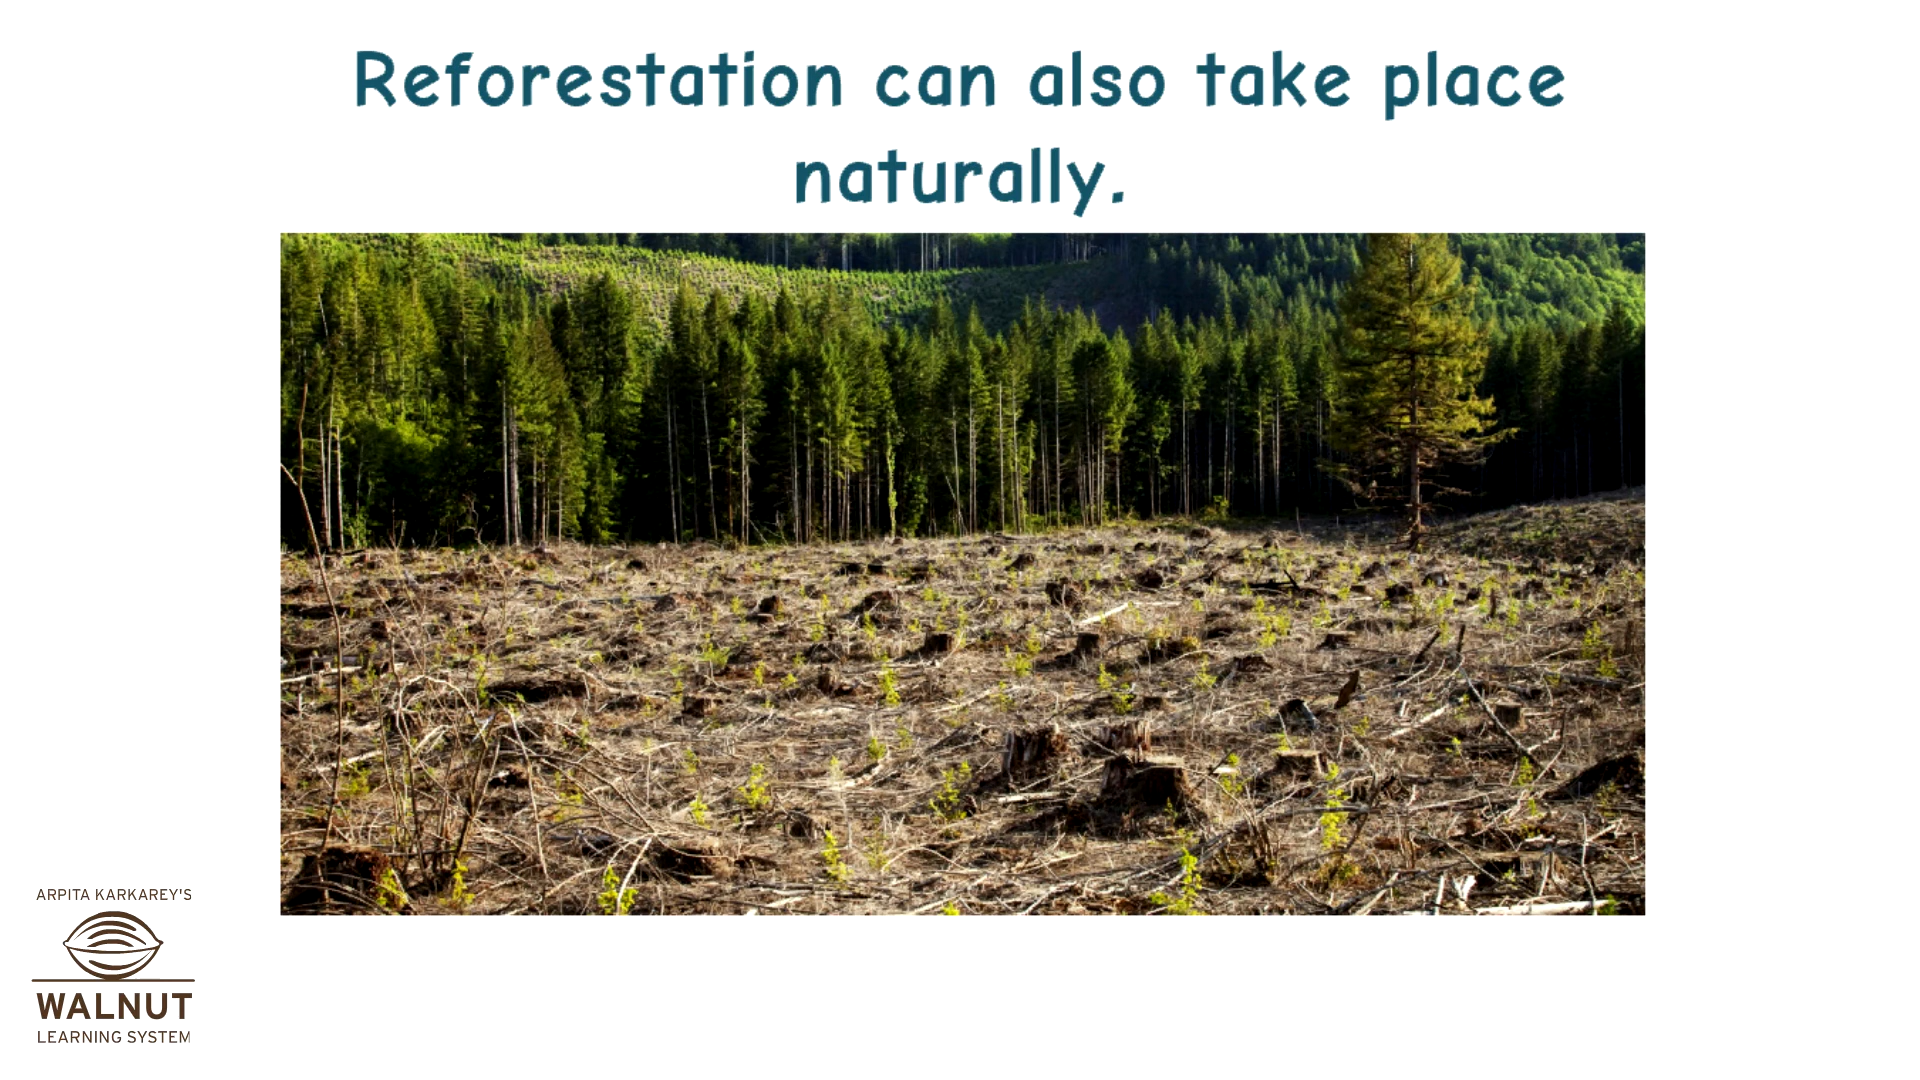 Reforestation can also take place
naturally.
ARPITA KARKAREY'S
WALNUT
LEARNING SYSTEM